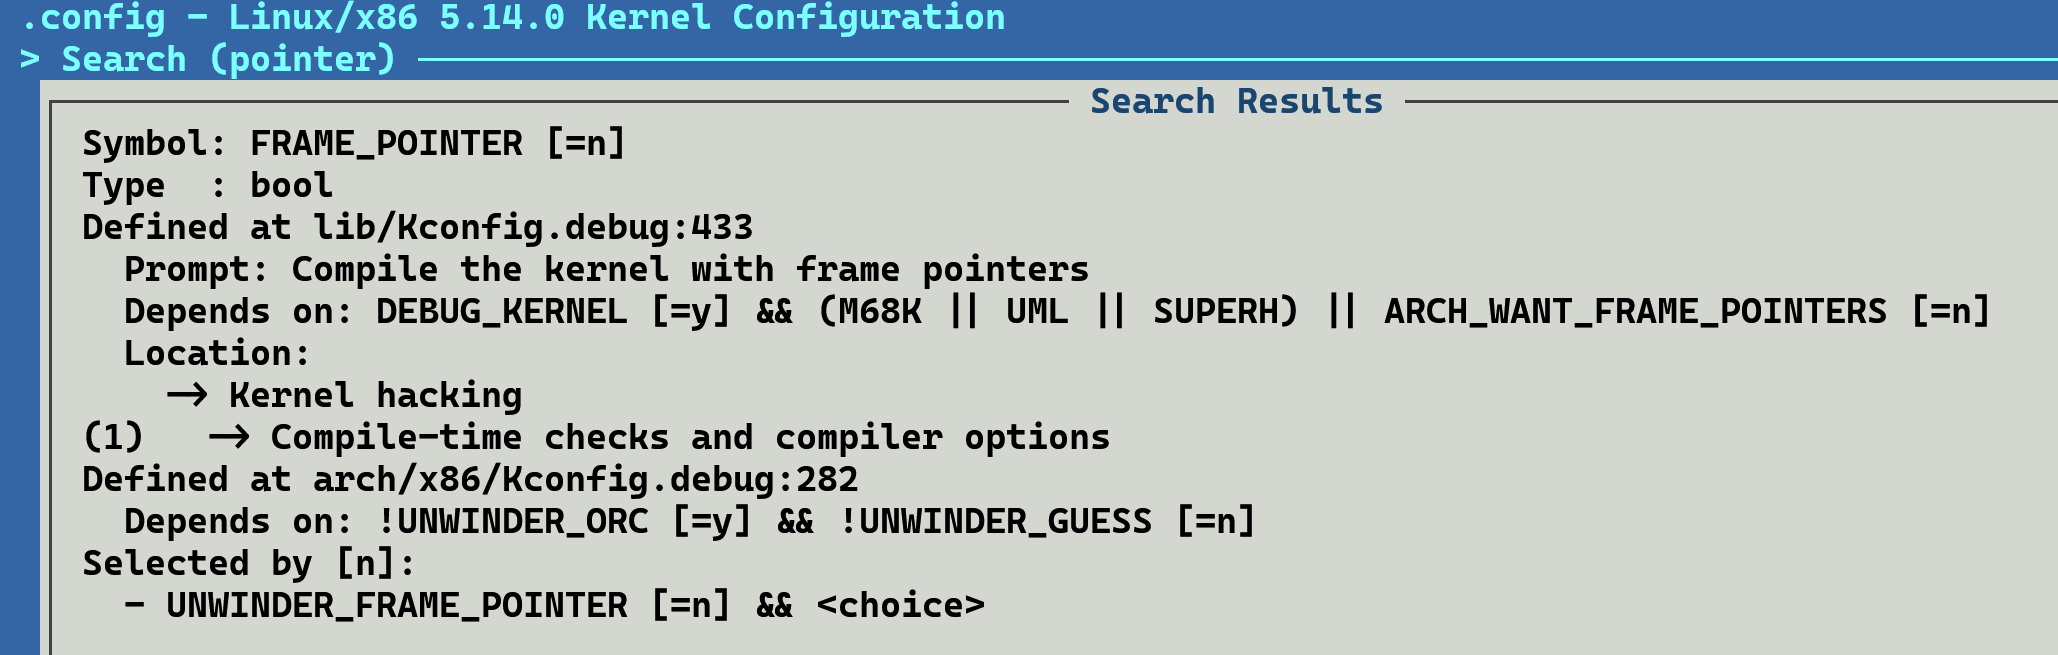 .config - Linux/x86 5.14.0 Kernel Configuration
> Search (pointer)
Search Results
Symbol: FRAME_POINTER [=n]
Type  : bool
Defined at lib/Kconfig.debug:433
  Prompt: Compile the kernel with frame pointers
  Depends on: DEBUG_KERNEL [=y] && (M68K || UML || SUPERH) || ARCH_WANT_FRAME_POINTERS [=n]
  Location:
    -> Kernel hacking
(1)   -> Compile-time checks and compiler options
Defined at arch/x86/Kconfig.debug:282
  Depends on: !UNWINDER_ORC [=y] && !UNWINDER_GUESS [=n]
Selected by [n]:
  - UNWINDER_FRAME_POINTER [=n] && <choice>